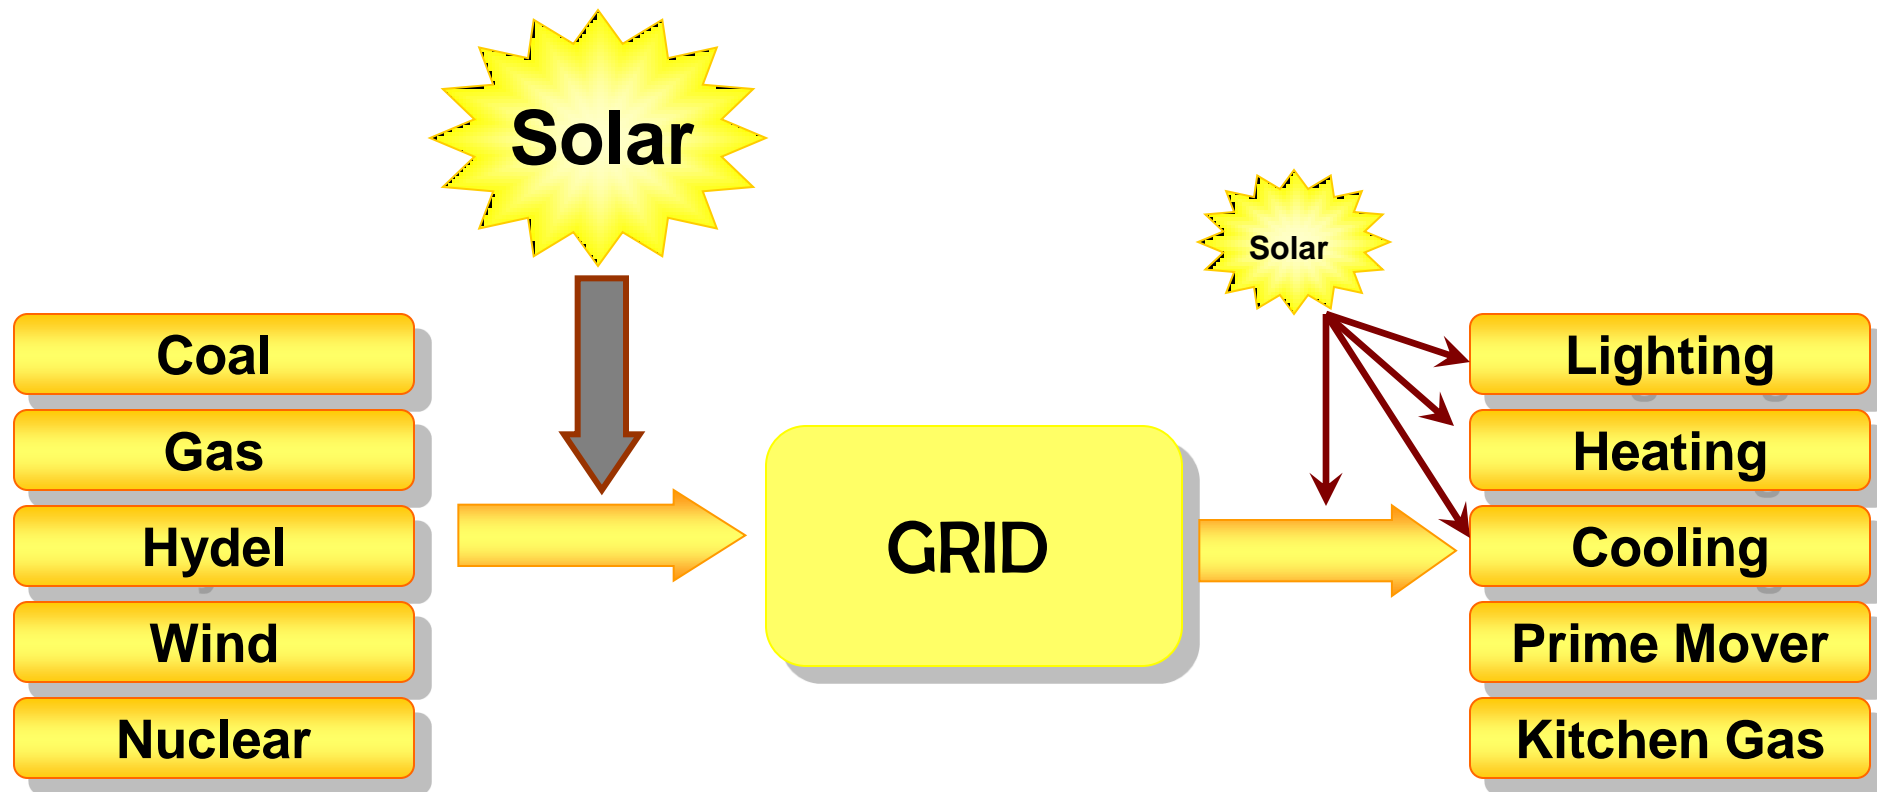 Solar
Solar
Coal
Gas
Hydel
Wind
Nuclear
GRID
Lighting
Heating
Cooling
Prime Mover
Kitchen Gas